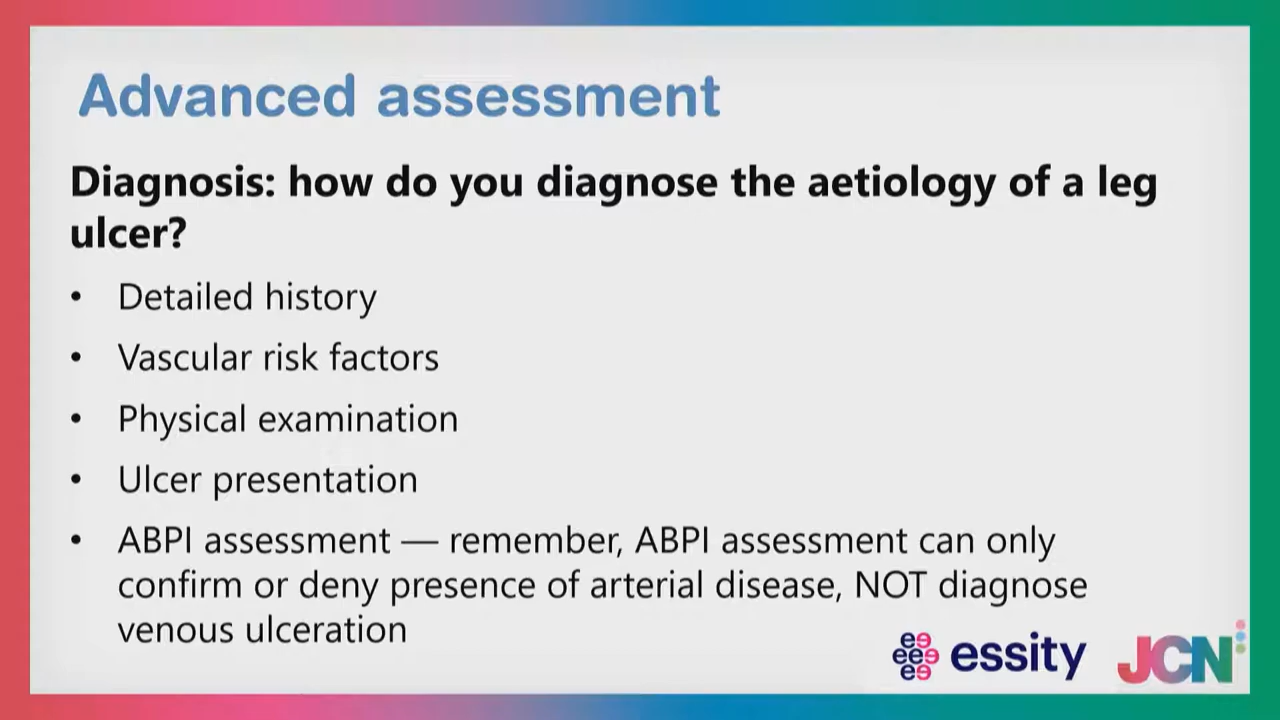 Advanced assessment
Diagnosis: how do you diagnose the aetiology of a leg
ulcer?
• Detailed history
• Vascular risk factors
• Physical examination
• Ulcer presentation
• ABPI assessment — remember, ABPI assessment can only
confirm or deny presence of arterial disease, NOT diagnose
venous ulceration
essity
JCN